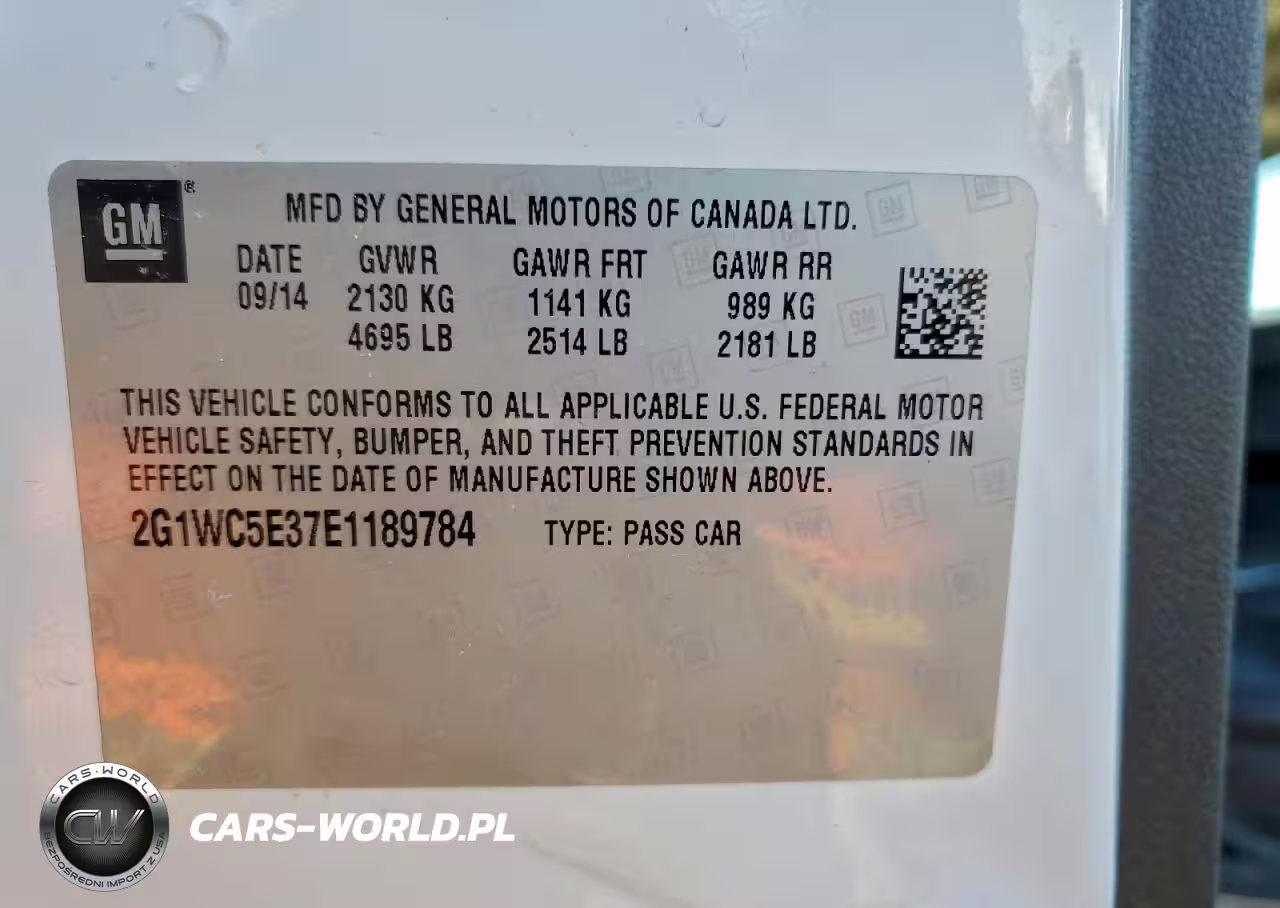 GM®
MFD BY GENERAL MOTORS OF CANADA LTD.
DATE GVWR GAWR FRT GAWR RR
09/14 2130 KG 1141 KG 989 KG
4695 LB 2514 LB 2181 LB
THIS VEHICLE CONFORMS TO ALL APPLICABLE U.S. FEDERAL MOTOR
VEHICLE SAFETY, BUMPER, AND THEFT PREVENTION STANDARDS IN
EFFECT ON THE DATE OF MANUFACTURE SHOWN ABOVE.
2G1WC5E37E1189784 TYPE: PASS CAR
CARS-WORLD
CW
BEZPOŚREDNI IMPORT Z USA
CARS-WORLD.PL